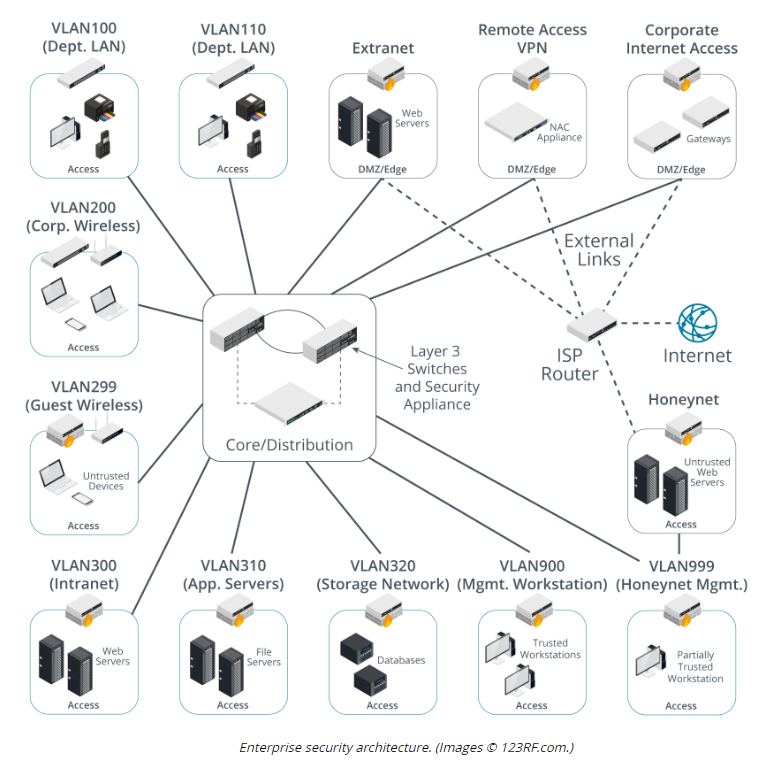 VLAN100
(Dept. LAN)
Access
VLAN110
(Dept. LAN)
Access
Extranet
Web
Servers
DMZ/Edge
Remote Access
VPN
NAC
Appliance
DMZ/Edge
Corporate
Internet Access
Gateways
DMZ/Edge
VLAN200
(Corp. Wireless)
Access
External
Links
Layer 3
Switches
and Security
Appliance
Core/Distribution
ISP
Router
Internet
VLAN299
(Guest Wireless)
Untrusted
Devices
Access
Honeynet
Untrusted
Web
Servers
Access
VLAN300
(Intranet)
Web
Servers
Access
VLAN310
(App. Servers)
File
Servers
Access
VLAN320
(Storage Network)
Databases
Access
VLAN900
(Mgmt. Workstation)
Trusted
Workstations
Access
VLAN999
(Honeynet Mgmt.)
Partially
Trusted
Workstation
Access
Enterprise security architecture. (Images © 123RF.com.)